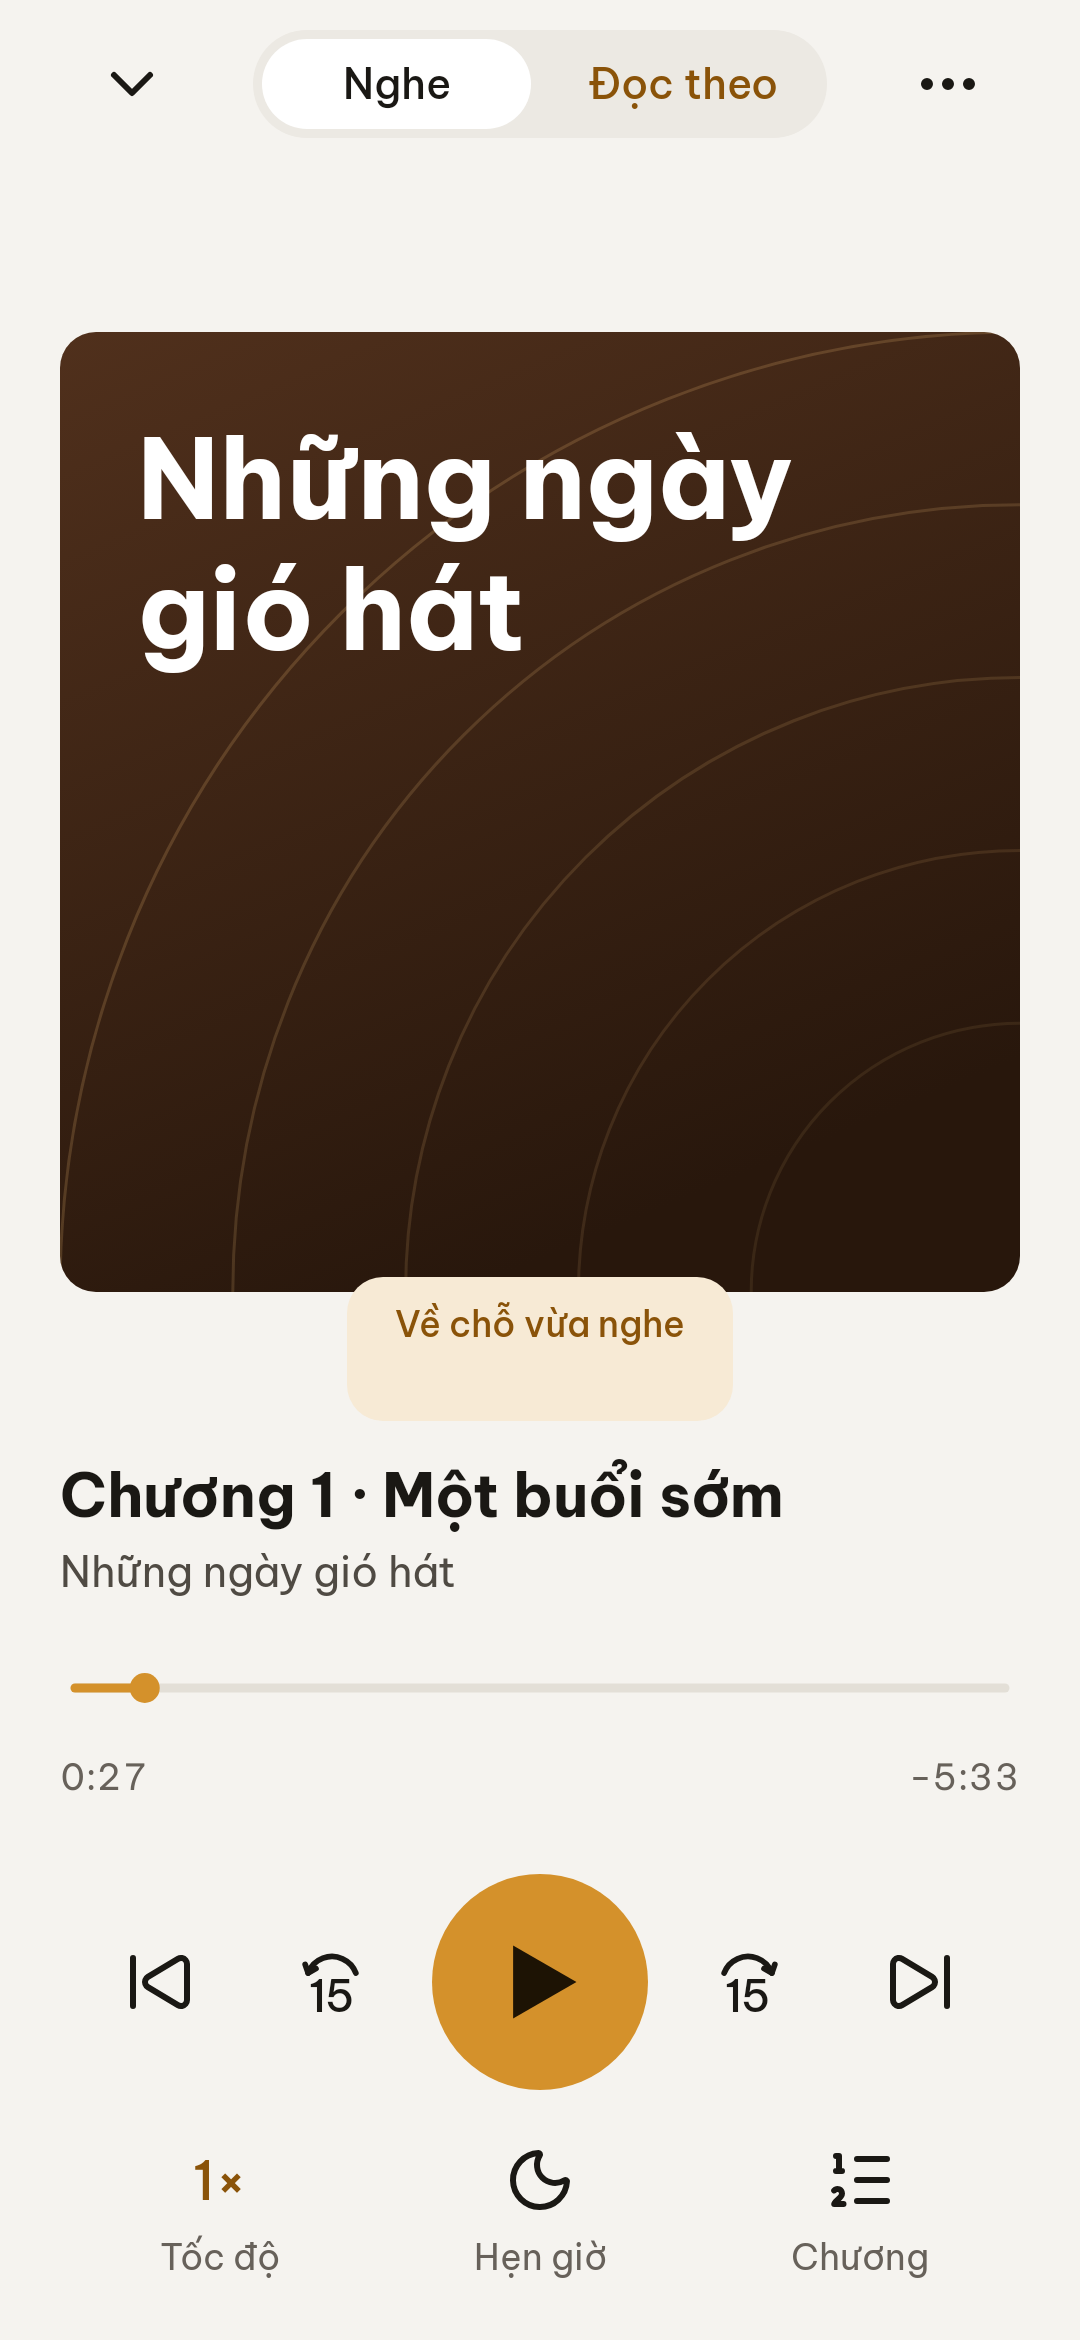 Nghe
Đọc theo
Những ngày
gió hát
Về chỗ vừa nghe
Chương 1 · Một buổi sớm
Những ngày gió hát
0:27
−5:33
15
15
1×
Tốc độ
Hẹn giờ
Chương